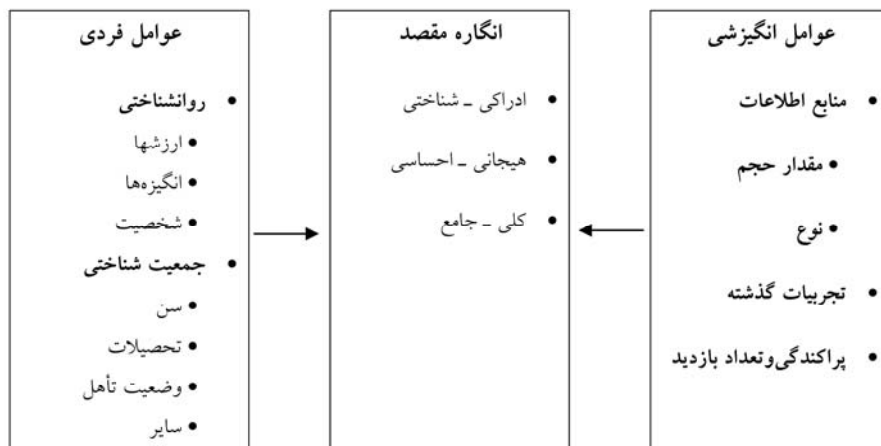 عوامل انگیزشی
• منابع اطلاعات
• مقدار حجم
• نوع
• تجربیات گذشته
• پراکندگی‌وتعداد بازدید
انگاره مقصد
• ادراکی ـ شناختی
• هیجانی ـ احساسی
• کلی ـ جامع
عوامل فردی
• روانشناختی
• ارزشها
• انگیزه‌ها
• شخصیت
• جمعیت شناختی
• سن
• تحصیلات
• وضعیت تأهل
• سایر